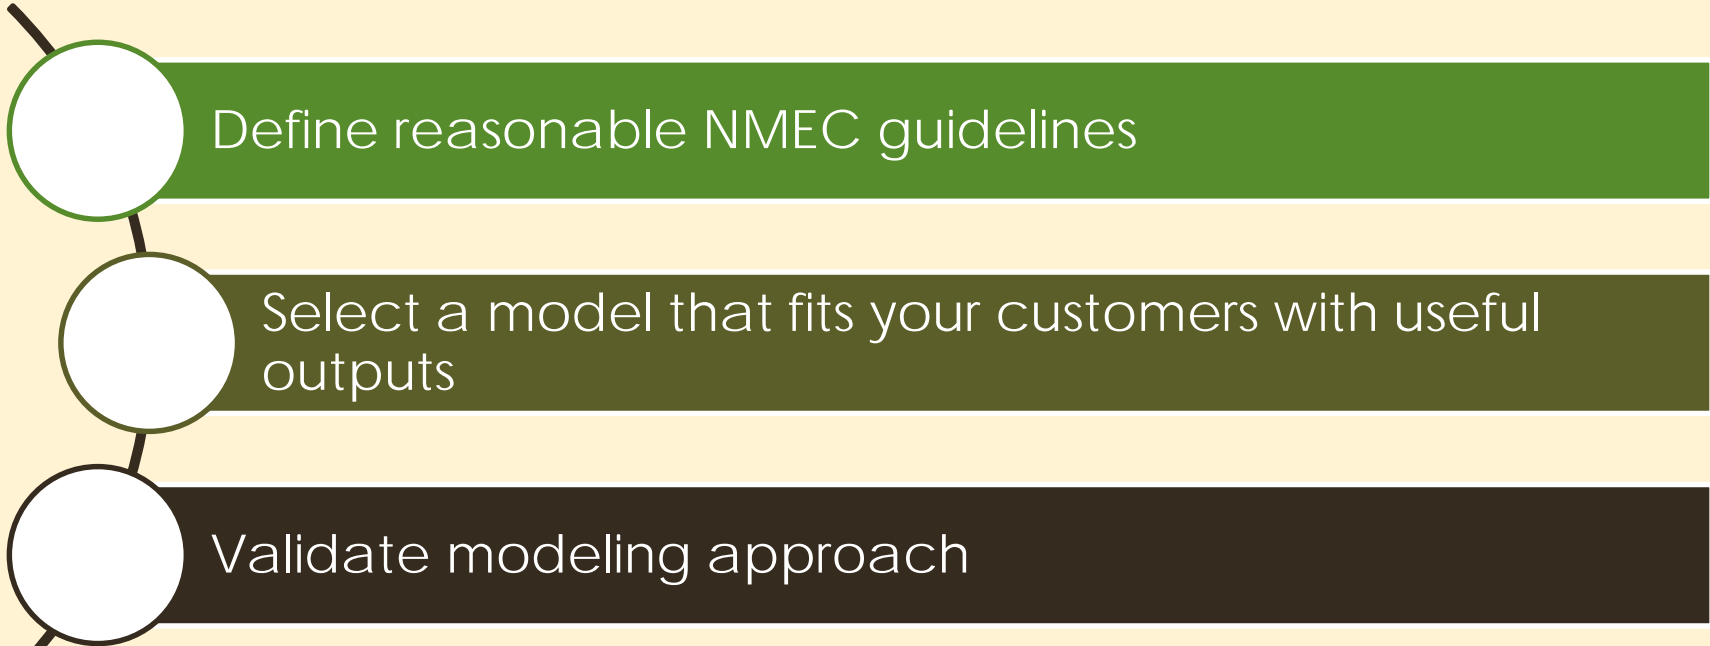 Define reasonable NMEC guidelines
Select a model that fits your customers with useful
outputs
Validate modeling approach